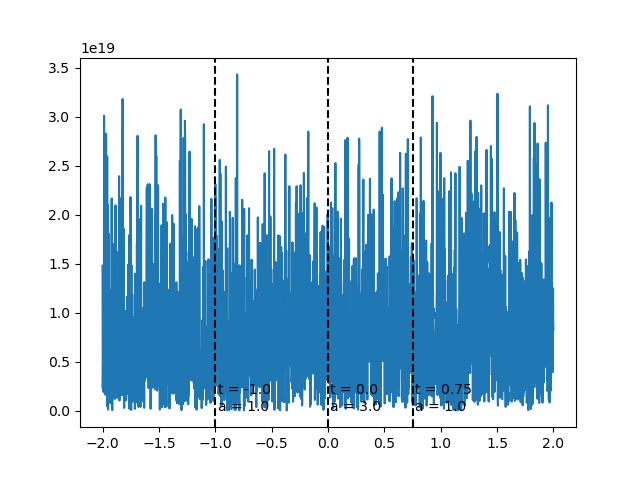 1e19
3.5
3.0
2.5
2.0
1.5
1.0
0.5
0.0
t = -1.0
a = 1.0
t = 0.0
a = 3.0
t = 0.75
a = 1.0
−2.0 −1.5 −1.0 −0.5 0.0 0.5 1.0 1.5 2.0